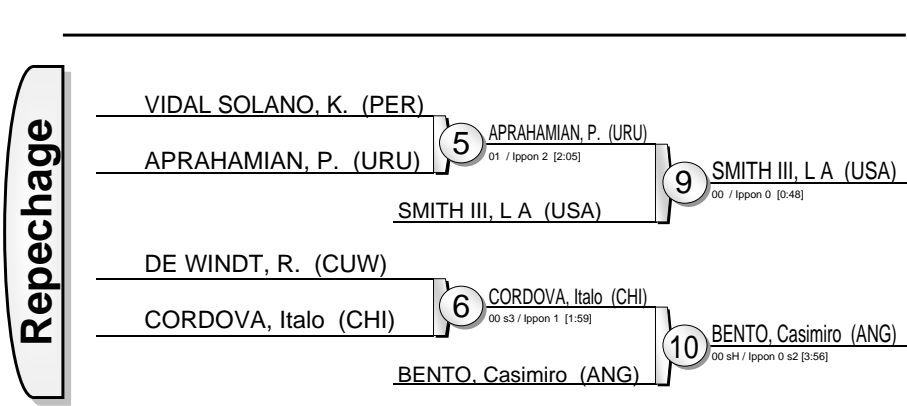 Repechage
VIDAL SOLANO, K. (PER)
APRAHAMIAN, P. (URU)
5
APRAHAMIAN, P. (URU)
01 / Ippon 2 [2:05]
SMITH III, L A (USA)
9
SMITH III, L A (USA)
00 / Ippon 0 [0:48]
DE WINDT, R. (CUW)
CORDOVA, Italo (CHI)
6
CORDOVA, Italo (CHI)
00 s3 / Ippon 1 [1:59]
BENTO, Casimiro (ANG)
10
BENTO, Casimiro (ANG)
00 sH / Ippon 0 s2 [3:56]